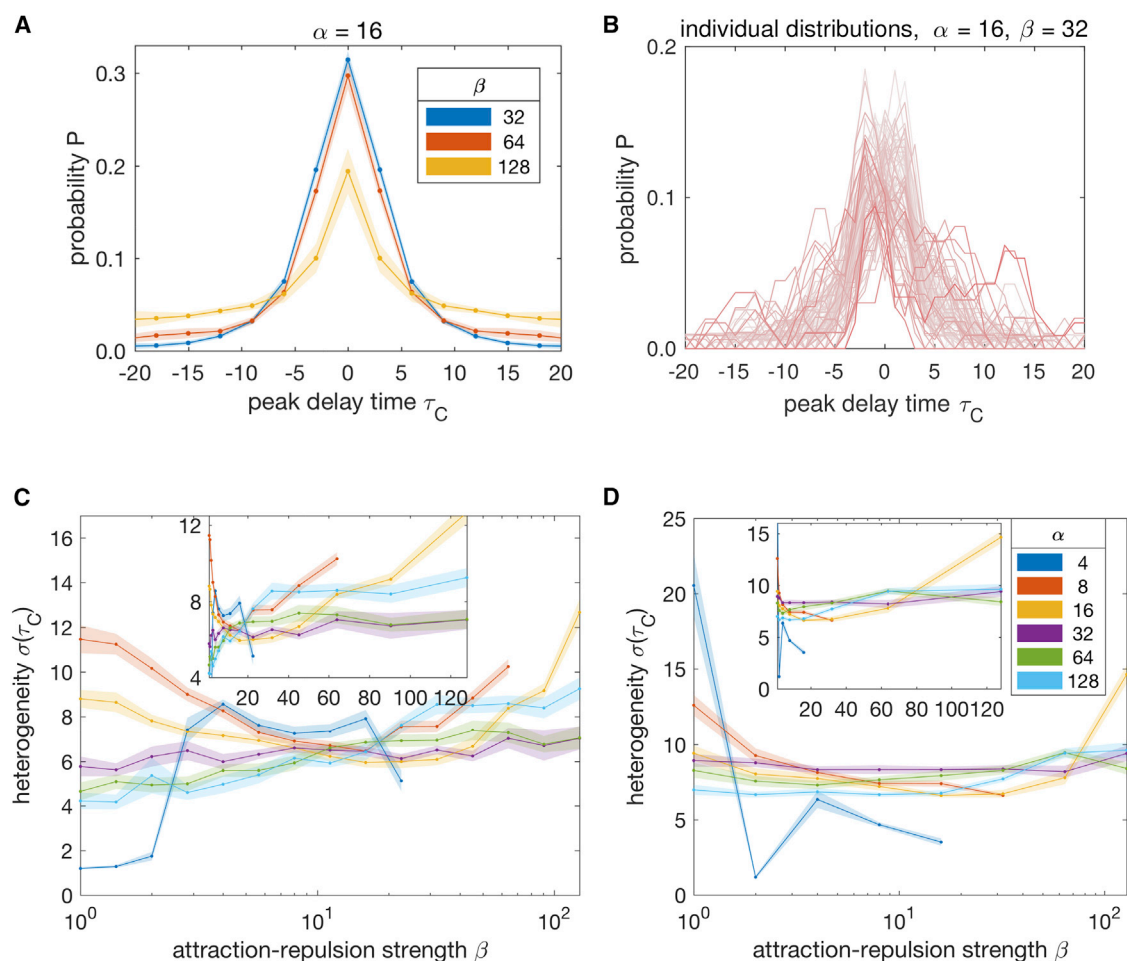 A
α = 16
probability P
0.3
0.2
0.1
0.0
-20 -15 -10 -5 0 5 10 15 20
peak delay time τC
β
32
64
128
B
individual distributions, α = 16, β = 32
probability P
0.2
0.1
0.0
-20 -15 -10 -5 0 5 10 15 20
peak delay time τC
C
heterogeneity σ(τC)
16
14
12
10
8
6
4
2
0
10^0 10^1 10^2
attraction-repulsion strength β
12
8
4
20 40 60 80 100 120
D
heterogeneity σ(τC)
25
20
15
10
5
0
10^0 10^1 10^2
attraction-repulsion strength β
15
10
5
0
20 40 60 80 100 120
α
4
8
16
32
64
128